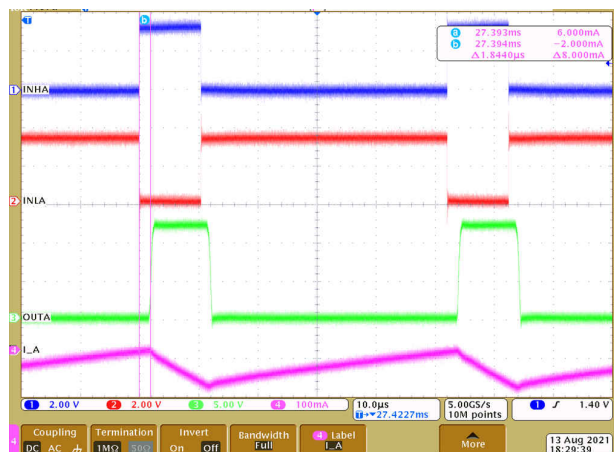 b
a 27.393ms 6.000mA
b 27.394ms −2.000mA
Δ1.8440µs Δ8.000mA
1 INHA
2 INLA
3 OUTA
4 I_A
1 2.00 V 2 2.00 V 3 5.00 V 4 100mA
10.0µs
T→▼27.4227ms
5.00GS/s
10M points
1 ∫ 1.40 V
4
Coupling
DC AC
Termination
1MΩ 50Ω
Invert
On Off
Bandwidth
Full
4 Label
I_A
More
13 Aug 2021
18:29:39